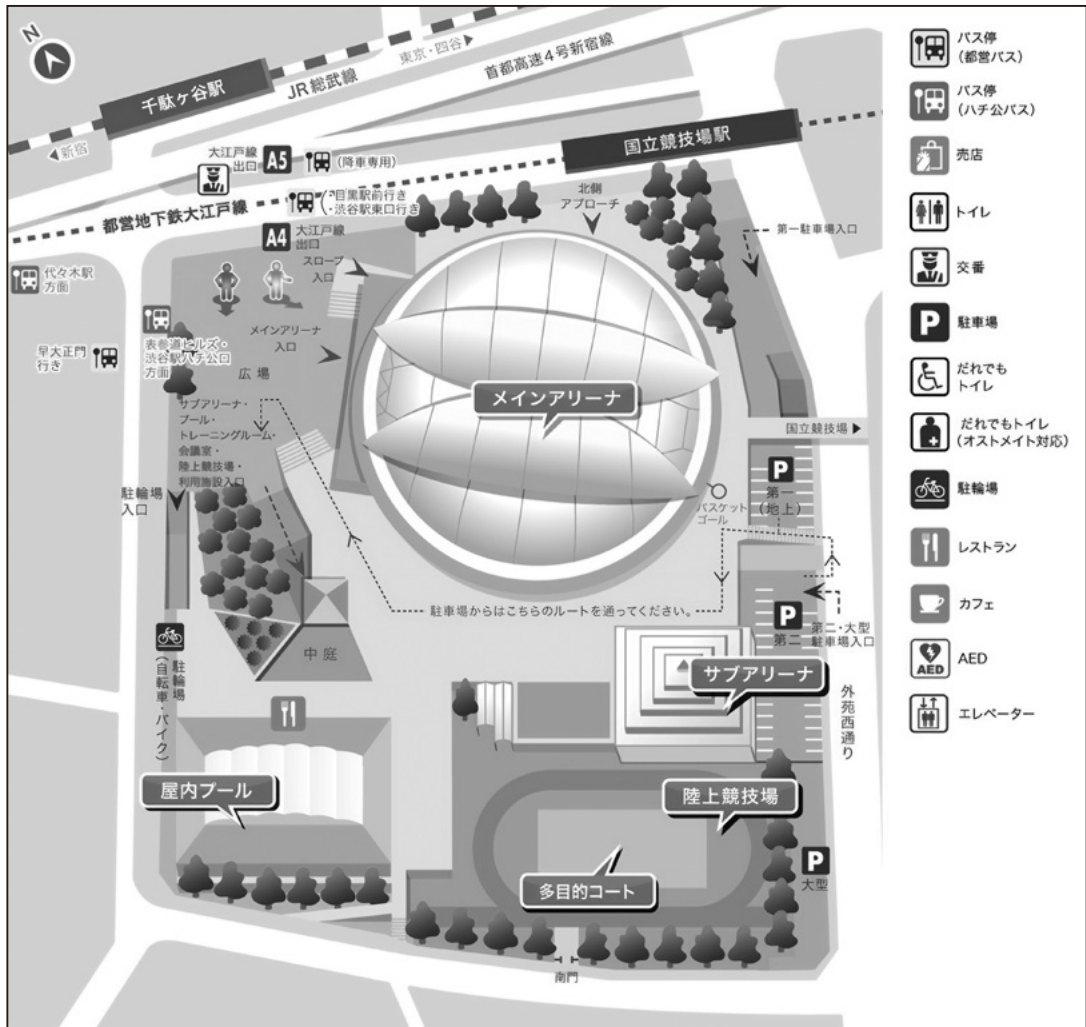 N
千駄ヶ谷駅
JR総武線
東京・四谷▶
首都高速4号新宿線
◀新宿
国立競技場駅
大江戸線
出口
A5
(降車専用)
都営地下鉄大江戸線
目黒駅前行き
・渋谷駅東口行き
A4
大江戸線
出口
スロープ
入口
北側
アプローチ
第一駐車場入口
代々木駅
方面
早大正門
行き
表参道ヒルズ・
渋谷駅ハチ公口
方面
メインアリーナ
入口
広場
メインアリーナ
サブアリーナ・
プール・
トレーニングルーム・
会議室・
陸上競技場・
利用施設入口
駐輪場
入口
国立競技場▶
P
第一
(地上)
バスケット
ゴール
駐車場からはこちらのルートを通ってください。
P
第二
第二・大型
駐車場入口
中庭
サブアリーナ
駐輪場
(自転車・バイク)
外苑西通り
屋内プール
陸上競技場
多目的コート
P
大型
南門
バス停
(都営バス)
バス停
(ハチ公バス)
売店
トイレ
交番
P
駐車場
だれでも
トイレ
だれでもトイレ
(オストメイト対応)
駐輪場
レストラン
カフェ
AED
AED
エレベーター